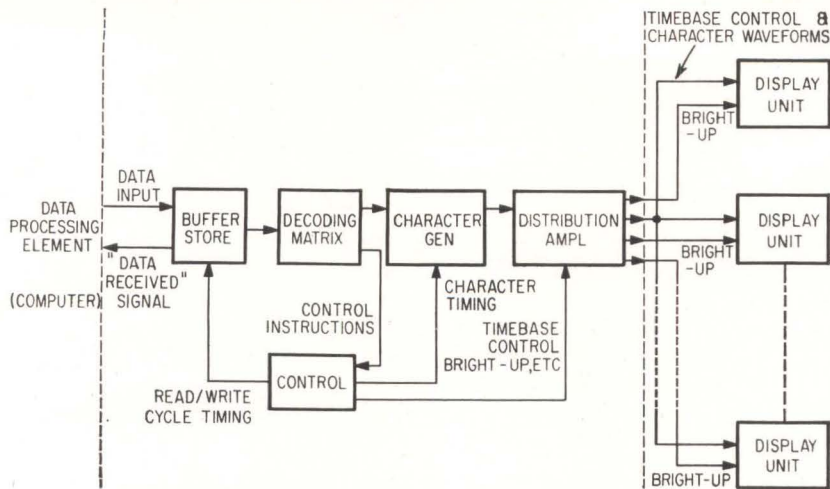 TIMEBASE CONTROL &
CHARACTER WAVEFORMS
DISPLAY
UNIT
BRIGHT
-UP
DATA
INPUT
DATA
PROCESSING
ELEMENT
(COMPUTER)
BUFFER
STORE
DECODING
MATRIX
CHARACTER
GEN
DISTRIBUTION
AMPL
DISPLAY
UNIT
BRIGHT
-UP
"DATA
RECEIVED"
SIGNAL
CONTROL
INSTRUCTIONS
CHARACTER
TIMING
TIMEBASE
CONTROL
BRIGHT-UP, ETC
CONTROL
READ/WRITE
CYCLE TIMING
DISPLAY
UNIT
BRIGHT-UP